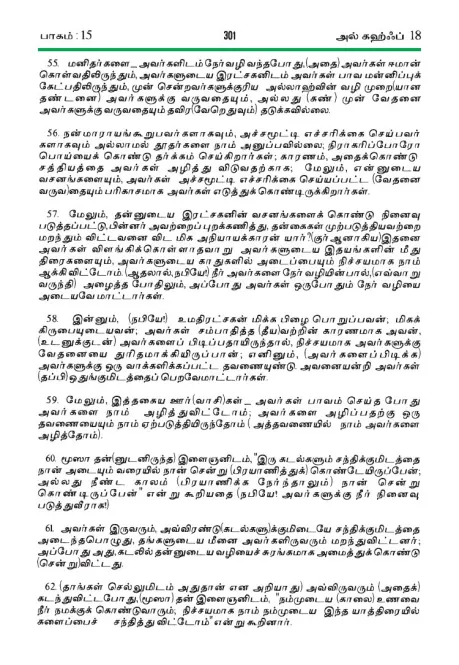 பாகம் : 15 301 அல் கஹ்ஃப் 18
55. மனிதர்களை _ அவர்களிடம் நேர்வழி வந்தபோது, (அதை) அவர்கள் ஈமான்
கொள்வதிலிருந்தும், அவர்களுடைய இரட்சகனிடம் அவர்கள் பாவ மன்னிப்புக்
கேட்பதிலிருந்தும், முன் சென்றவர்களுக்குரிய அல்லாஹ்வின் வழி முறை(யான
தண்டனை) அவர்களுக்கு வருவதையும், அல்லது (கண்) முன் வேதனை
அவர்களுக்கு வருவதையும் தவிர (வேறெதுவும்) தடுக்கவில்லை.
56. நன்மாராயங் கூறுபவர்களாகவும், அச்சமூட்டி எச்சரிக்கை செய்பவர்
களாகவும் அல்லாமல் தூதர்களை நாம் அனுப்பவில்லை; நிராகரிப்போரோ
பொய்யைக் கொண்டு தர்க்கம் செய்கிறார்கள்; காரணம், அதைக்கொண்டு
சத்தியத்தை அவர்கள் அழித்து விடுவதற்காக; மேலும், என்னுடைய
வசனங்களையும், அவர்கள் அச்சமூட்டி எச்சரிக்கை செய்யப்பட்ட (வேதனை
வருவ)தையும் பரிகாசமாக அவர்கள் எடுத்துக்கொண்டிருக்கிறார்கள்.
57. மேலும், தன்னுடைய இரட்சகனின் வசனங்களைக் கொண்டு நினைவு
படுத்தப்பட்டு, பின்னர் அவற்றைப் புறக்கணித்து, தன் கைகள் முற்படுத்தியவற்றை
மறந்தும் விட்டவனை விட மிக அநியாயக்காரன் யார்? (குர்ஆனாகிய) இதனை
அவர்கள் விளங்கிக்கொள்ளாதவாறு அவர்களுடைய இதயங்களின் மீது
திரைகளையும், அவர்களுடைய காதுகளில் அடைப்பையும் நிச்சயமாக நாம்
ஆக்கிவிட்டோம். (ஆதலால், நபியே!) நீர் அவர்களை நேர் வழியின்பால், (எவ்வாறு
வருந்தி) அழைத்த போதிலும், அப்போது அவர்கள் ஒருபோதும் நேர் வழியை
அடையவே மாட்டார்கள்.
58. இன்னும், (நபியே!) உமதிரட்சகன் மிக்க பிழை பொறுப்பவன்; மிகக்
கிருபையுடையவன்; அவர்கள் சம்பாதித்த (தீய)வற்றின் காரணமாக அவன்,
(உடனுக்குடன்) அவர்களைப் பிடிப்பதாயிருந்தால், நிச்சயமாக அவர்களுக்கு
வேதனையை துரிதமாக்கியிருப்பான்; எனினும், (அவர்களைப்பிடிக்க)
அவர்களுக்கு ஒரு வாக்களிக்கப்பட்ட தவணையுண்டு. அவனையன்றி அவர்கள்
(தப்பி) ஒதுங்குமிடத்தைப் பெறவேமாட்டார்கள்.
59. மேலும், இத்தகைய ஊர்(வாசி)கள் _ அவர்கள் பாவம் செய்த போது
அவர்களை நாம் அழித்துவிட்டோம்; அவர்களை அழிப்பதற்கு ஒரு
தவணையையும் நாம் ஏற்படுத்தியிருந்தோம் ( அத்தவணையில் நாம் அவர்களை
அழித்தோம்).
60. மூஸா தன்(னுடனிருந்த) இளைஞனிடம், "இரு கடல்களும் சந்திக்குமிடத்தை
நான் அடையும் வரையில் நான் சென்று (பிரயாணித்துக்) கொண்டேயிருப்பேன்;
அல்லது நீண்ட காலம் (பிரயாணிக்க நேர்ந்தாலும்) நான் சென்று
கொண்டிருப்பேன்" என்று கூறியதை (நபியே! அவர்களுக்கு நீர் நினைவு
படுத்துவீராக!)
61. அவர்கள் இருவரும், அவ்விரண்டு(கடல்களு)க்குமிடையே சந்திக்குமிடத்தை
அடைந்தபொழுது, தங்களுடைய மீனை அவர்களிருவரும் மறந்துவிட்டனர்;
அப்போது அது, கடலில் தன்னுடைய வழியைச் சுரங்கமாக அமைத்துக்கொண்டு
(சென்று)விட்டது.
62. (தாங்கள் செல்லுமிடம் அதுதான் என அறியாது) அவ்விருவரும் (அதைக்)
கடந்துவிட்டபோது, (மூஸா) தன் இளைஞனிடம், "நம்முடைய (காலை) உணவை
நீர் நமக்குக் கொண்டுவாரும்; நிச்சயமாக நாம் நம்முடைய இந்த யாத்திரையில்
களைப்பைச் சந்தித்துவிட்டோம்" என்று கூறினார்.